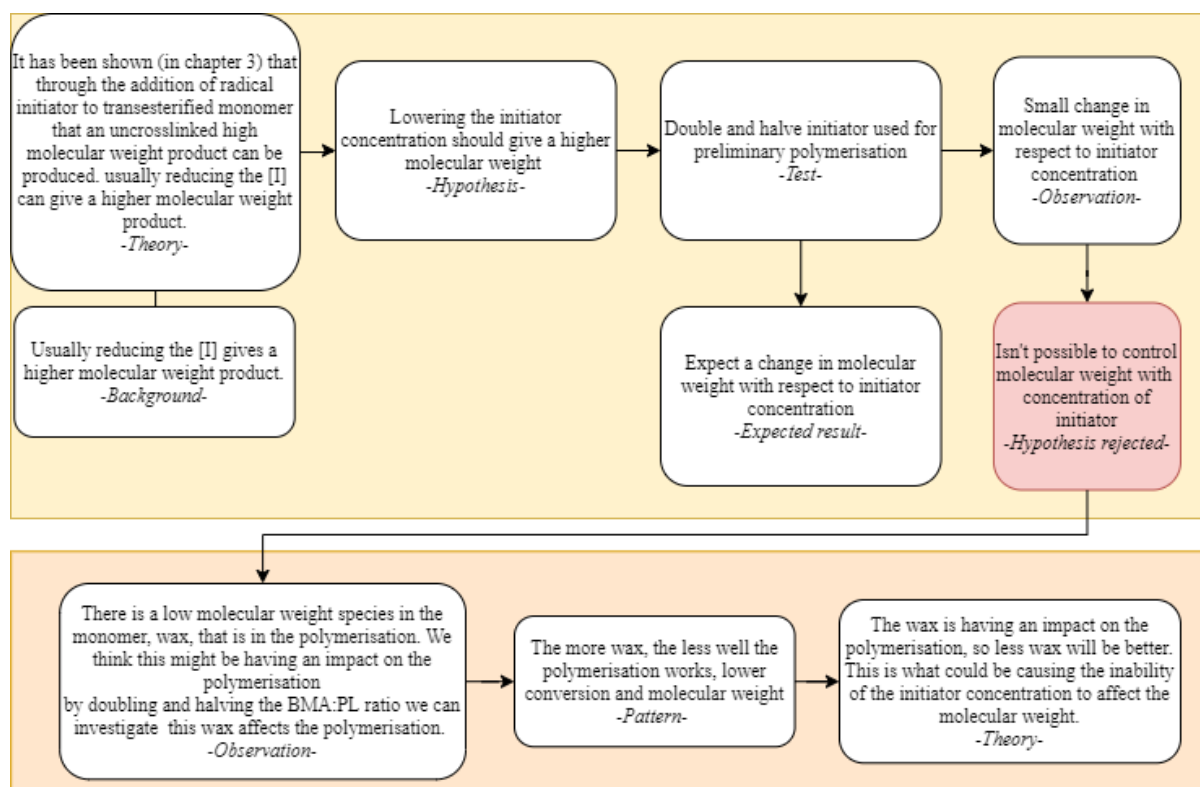 It has been shown (in chapter 3) that
through the addition of radical
initiator to transesterified monomer
that an uncrosslinked high
molecular weight product can be
produced. usually reducing the [I]
can give a higher molecular weight
product.
-Theory-
Usually reducing the [I] gives a
higher molecular weight product.
-Background-
Lowering the initiator
concentration should give a higher
molecular weight
-Hypothesis-
Double and halve initiator used for
preliminary polymerisation
-Test-
Expect a change in molecular
weight with respect to initiator
concentration
-Expected result-
Small change in
molecular weight with
respect to initiator
concentration
-Observation-
Isn't possible to control
molecular weight with
concentration of
initiator
-Hypothesis rejected-
There is a low molecular weight species in the
monomer, wax, that is in the polymerisation. We
think this might be having an impact on the
polymerisation
by doubling and halving the BMA:PL ratio we can
investigate this wax affects the polymerisation.
-Observation-
The more wax, the less well the
polymerisation works, lower
conversion and molecular weight
-Pattern-
The wax is having an impact on the
polymerisation, so less wax will be better.
This is what could be causing the inability
of the initiator concentration to affect the
molecular weight.
-Theory-